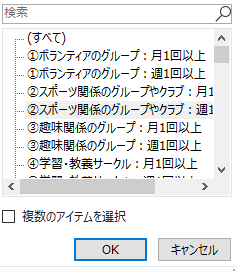 検索
(すべて)
①ボランティアのグループ：月1回以上
①ボランティアのグループ：週1回以上
②スポーツ関係のグループやクラブ：月1
②スポーツ関係のグループやクラブ：週1
③趣味関係のグループ：月1回以上
③趣味関係のグループ：週1回以上
④学習・教養サークル：月1回以上
複数のアイテムを選択
OK
キャンセル